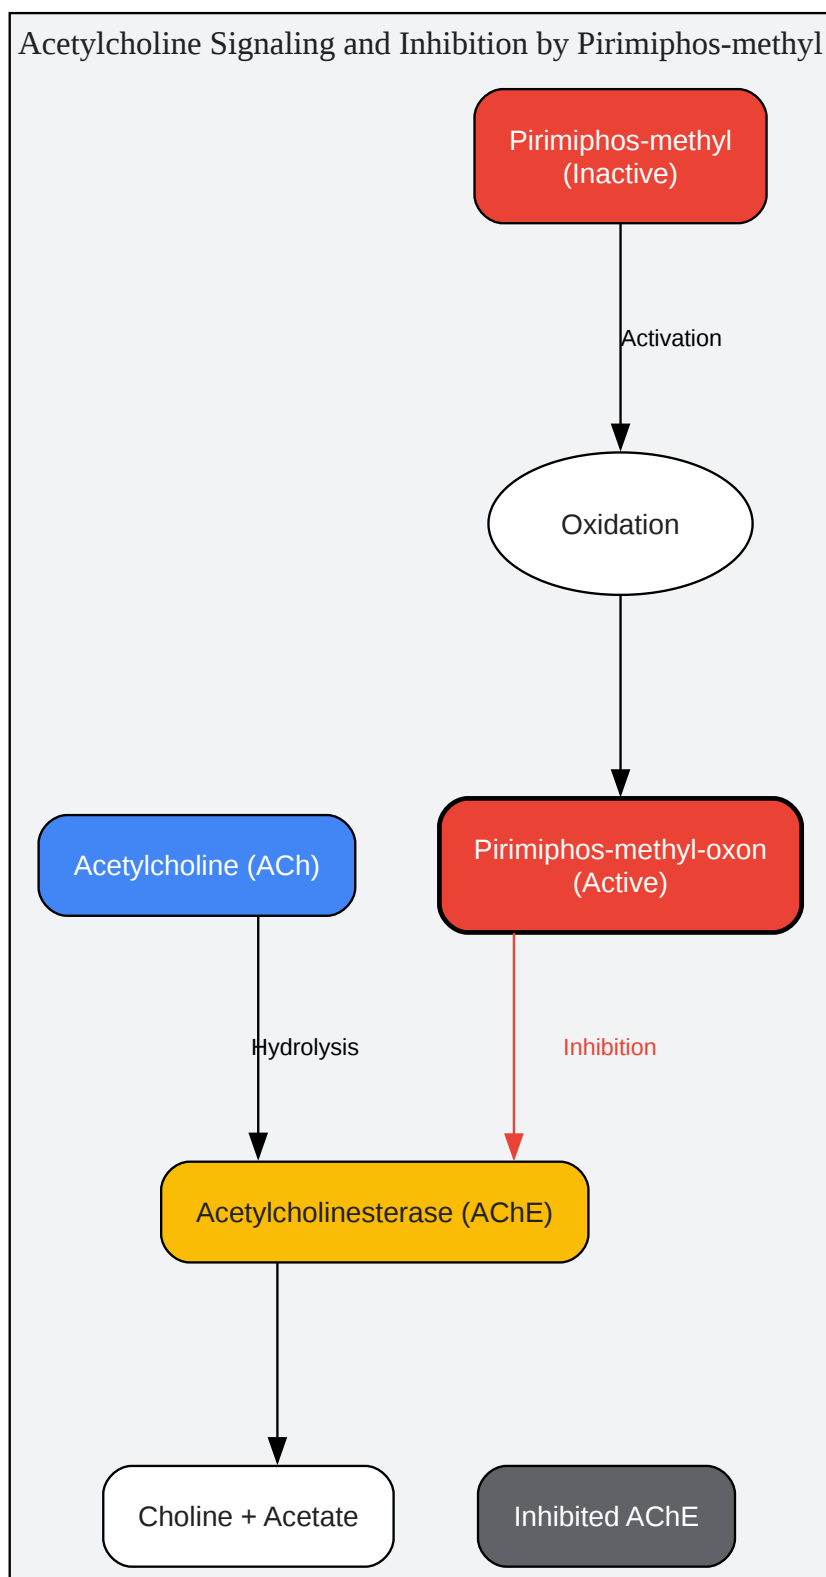 Acetylcholine Signaling and Inhibition by Pirimiphos-methyl
Pirimiphos-methyl
(Inactive)
Activation
Oxidation
Acetylcholine (ACh)
Pirimiphos-methyl-oxon
(Active)
Hydrolysis
Inhibition
Acetylcholinesterase (AChE)
Choline + Acetate
Inhibited AChE